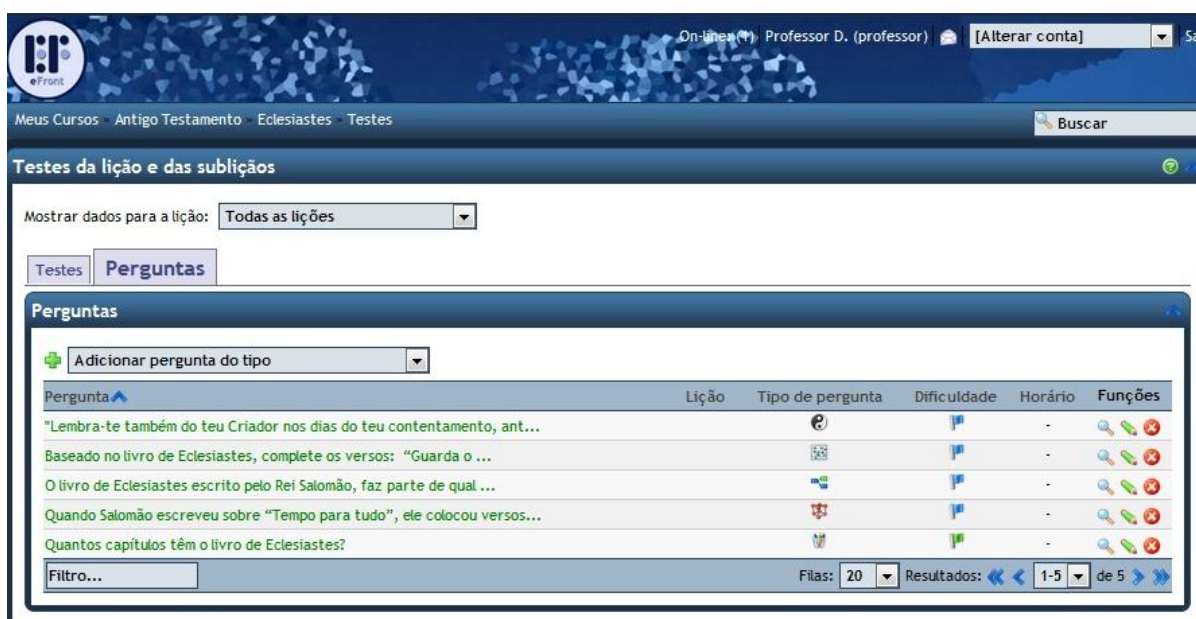 eFront
On-line: (1) Professor D. (professor) [Alterar conta]
Meus Cursos » Antigo Testamento » Eclesiastes » Testes
Buscar
Testes da lição e das subliçãos
Mostrar dados para a lição: Todas as lições
Testes Perguntas
Perguntas
Adicionar pergunta do tipo
Pergunta Lição Tipo de pergunta Dificuldade Horário Funções
"Lembra-te também do teu Criador nos dias do teu contentamento, ant... -
Baseado no livro de Eclesiastes, complete os versos: “Guarda o ... -
O livro de Eclesiastes escrito pelo Rei Salomão, faz parte de qual ... -
Quando Salomão escreveu sobre “Tempo para tudo”, ele colocou versos... -
Quantos capítulos têm o livro de Eclesiastes? -
Filtro... Filas: 20 Resultados: 1-5 de 5